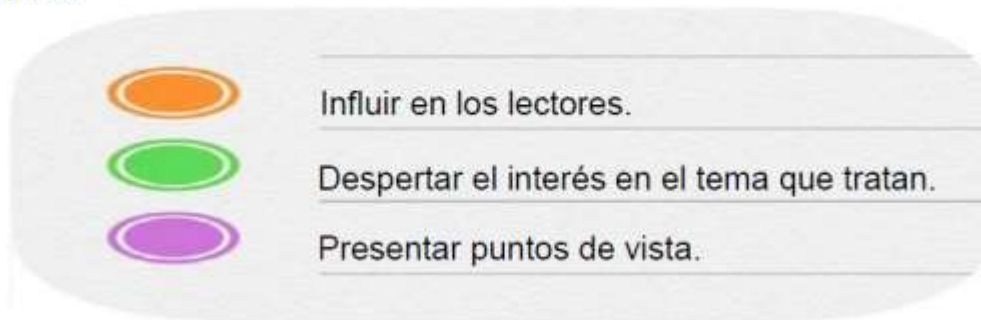 Influir en los lectores.
Despertar el interés en el tema que tratan.
Presentar puntos de vista.